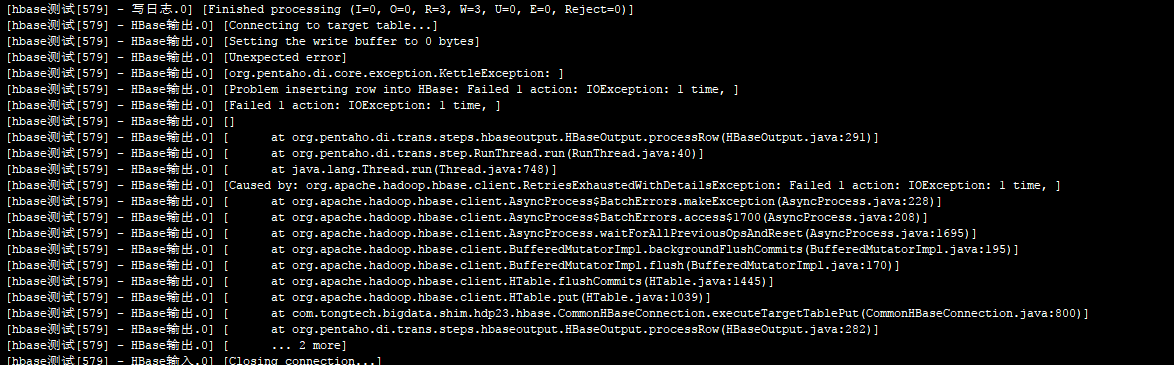 [hbase测试[579] - 写日志.0] [Finished processing (I=0, O=0, R=3, W=3, U=0, E=0, Reject=0)]
[hbase测试[579] - HBase输出.0] [Connecting to target table...]
[hbase测试[579] - HBase输出.0] [Setting the write buffer to 0 bytes]
[hbase测试[579] - HBase输出.0] [Unexpected error]
[hbase测试[579] - HBase输出.0] [org.pentaho.di.core.exception.KettleException: ]
[hbase测试[579] - HBase输出.0] [Problem inserting row into HBase: Failed 1 action: IOException: 1 time, ]
[hbase测试[579] - HBase输出.0] [Failed 1 action: IOException: 1 time, ]
[hbase测试[579] - HBase输出.0] []
[hbase测试[579] - HBase输出.0] [     at org.pentaho.di.trans.steps.hbaseoutput.HBaseOutput.processRow(HBaseOutput.java:291)]
[hbase测试[579] - HBase输出.0] [     at org.pentaho.di.trans.step.RunThread.run(RunThread.java:40)]
[hbase测试[579] - HBase输出.0] [     at java.lang.Thread.run(Thread.java:748)]
[hbase测试[579] - HBase输出.0] [Caused by: org.apache.hadoop.hbase.client.RetriesExhaustedWithDetailsException: Failed 1 action: IOException: 1 time, ]
[hbase测试[579] - HBase输出.0] [     at org.apache.hadoop.hbase.client.AsyncProcess$BatchErrors.makeException(AsyncProcess.java:228)]
[hbase测试[579] - HBase输出.0] [     at org.apache.hadoop.hbase.client.AsyncProcess$BatchErrors.access$1700(AsyncProcess.java:208)]
[hbase测试[579] - HBase输出.0] [     at org.apache.hadoop.hbase.client.AsyncProcess.waitForAllPreviousOpsAndReset(AsyncProcess.java:1695)]
[hbase测试[579] - HBase输出.0] [     at org.apache.hadoop.hbase.client.BufferedMutatorImpl.backgroundFlushCommits(BufferedMutatorImpl.java:195)]
[hbase测试[579] - HBase输出.0] [     at org.apache.hadoop.hbase.client.BufferedMutatorImpl.flush(BufferedMutatorImpl.java:170)]
[hbase测试[579] - HBase输出.0] [     at org.apache.hadoop.hbase.client.HTable.flushCommits(HTable.java:1445)]
[hbase测试[579] - HBase输出.0] [     at org.apache.hadoop.hbase.client.HTable.put(HTable.java:1039)]
[hbase测试[579] - HBase输出.0] [     at com.tongtech.bigdata.shim.hdp23.hbase.CommonHBaseConnection.executeTargetTablePut(CommonHBaseConnection.java:800)]
[hbase测试[579] - HBase输出.0] [     at org.pentaho.di.trans.steps.hbaseoutput.HBaseOutput.processRow(HBaseOutput.java:282)]
[hbase测试[579] - HBase输出.0] [     ... 2 more]
[hbase测试[579] - HBase输入.0] [Closing connection...]